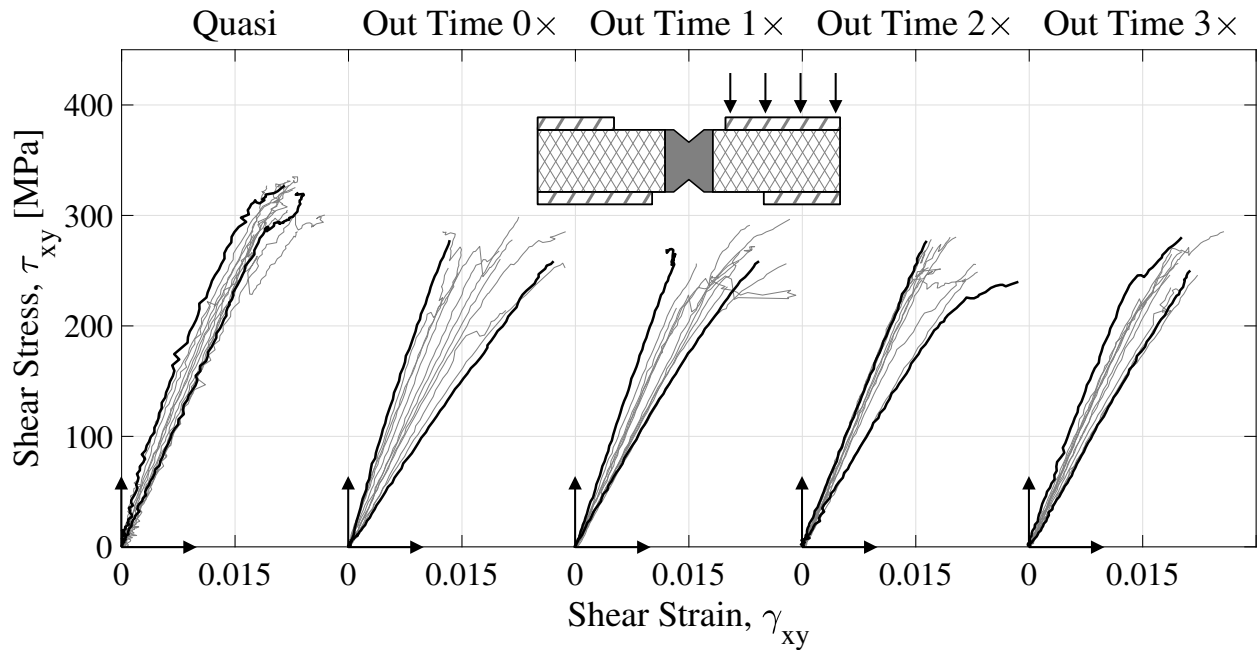 Quasi Out Time 0× Out Time 1× Out Time 2× Out Time 3×
400
300
200
100
0
Shear Stress, τxy [MPa]
0 0.015 0 0.015 0 0.015 0 0.015 0 0.015
Shear Strain, γxy